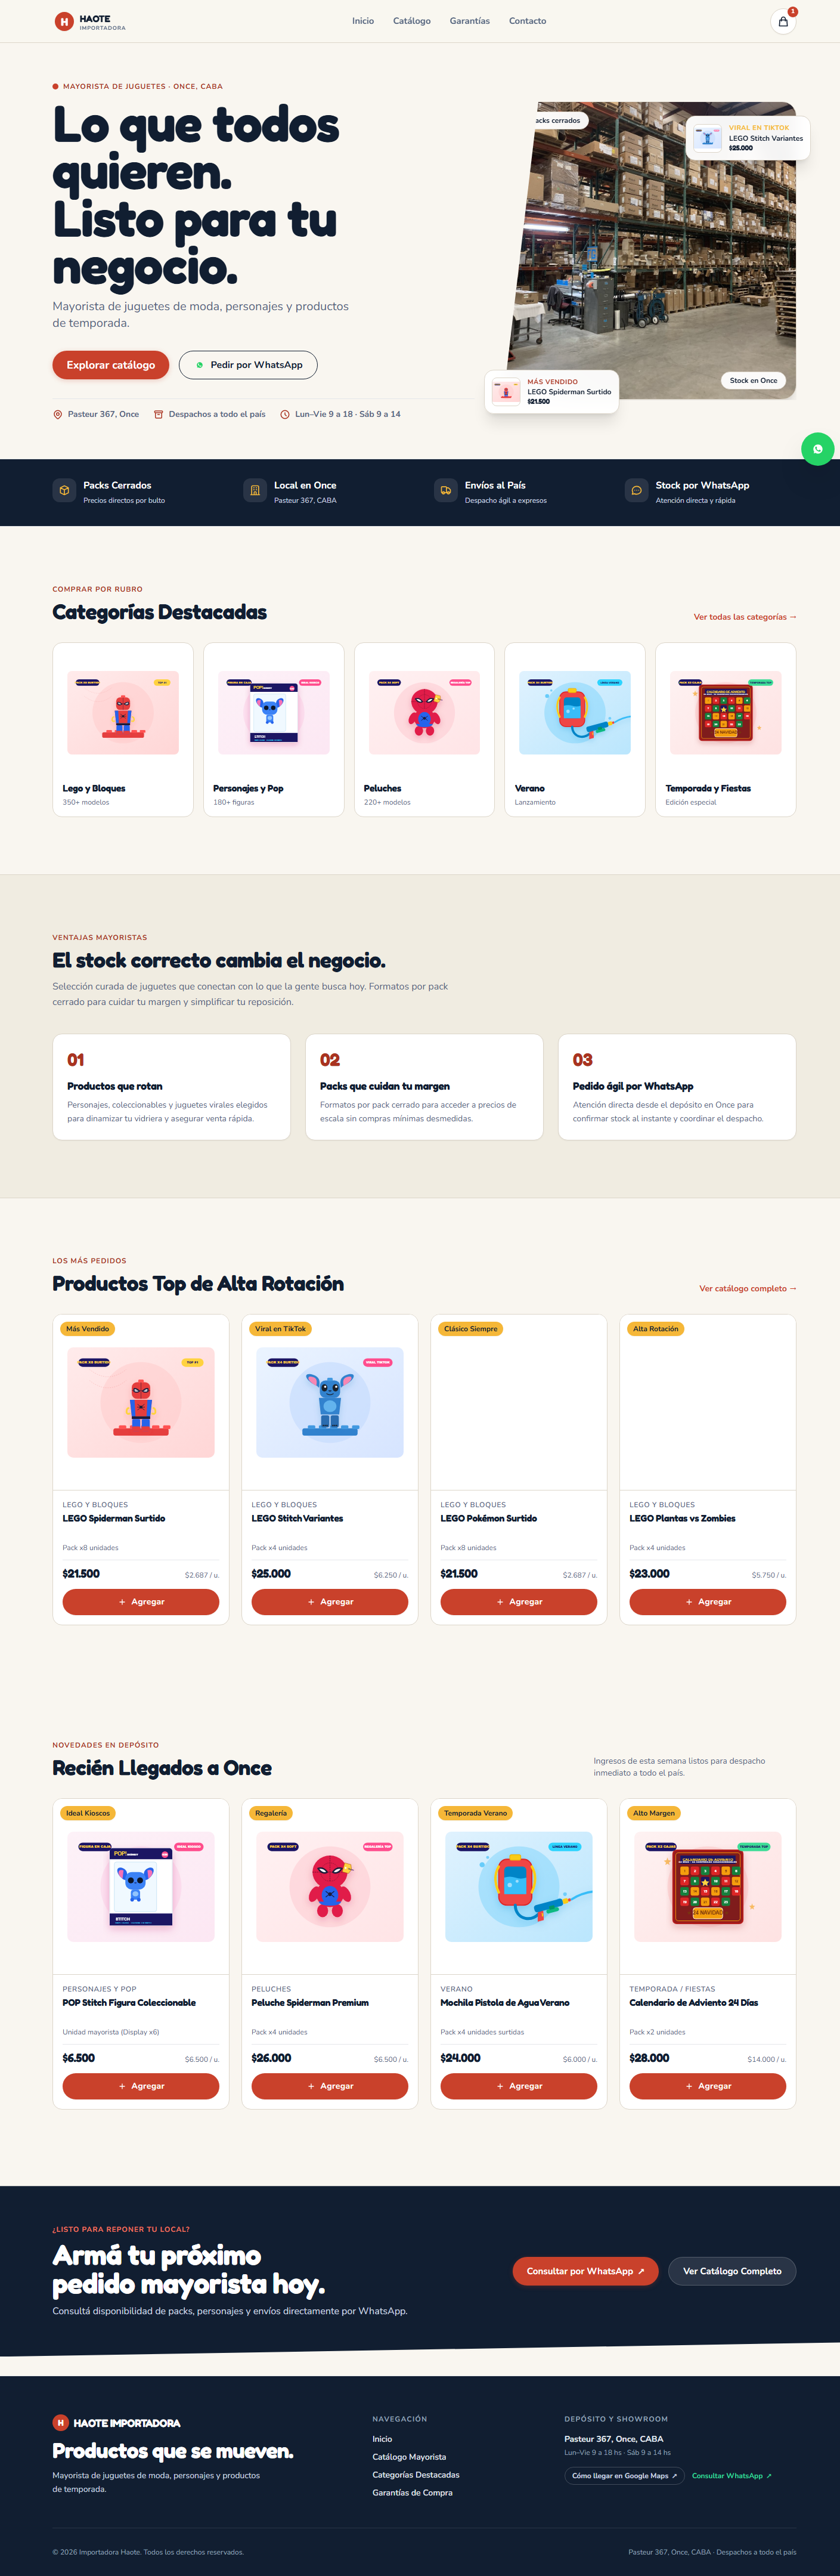 HAOTE
IMPORTADORA
Inicio
Catálogo
Garantías
Contacto
1
MAYORISTA DE JUGUETES · ONCE, CABA
Lo que todos
quieren.
Listo para tu
negocio.
Mayorista de juguetes de moda, personajes y productos
de temporada.
Explorar catálogo
Pedir por WhatsApp
Pasteur 367, Once
Despachos a todo el país
Lun-Vie 9 a 18 · Sáb 9 a 14
acks cerrados
VIRAL EN TIKTOK
LEGO Stitch Variantes
$25.000
MÁS VENDIDO
LEGO Spiderman Surtido
$21.500
Stock en Once
Packs Cerrados
Precios directos por bulto
Local en Once
Pasteur 367, CABA
Envíos al País
Despacho ágil a expresos
Stock por WhatsApp
Atención directa y rápida
COMPRAR POR RUBRO
Categorías Destacadas
Ver todas las categorías →
Lego y Bloques
350+ modelos
Personajes y Pop
180+ figuras
Peluches
220+ modelos
Verano
Lanzamiento
Temporada y Fiestas
Edición especial
VENTAJAS MAYORISTAS
El stock correcto cambia el negocio.
Selección curada de juguetes que conectan con lo que la gente busca hoy. Formatos por pack
cerrado para cuidar tu margen y simplificar tu reposición.
01
Productos que rotan
Personajes, coleccionables y juguetes virales elegidos
para dinamizar tu vidriera y asegurar venta rápida.
02
Packs que cuidan tu margen
Formatos por pack cerrado para acceder a precios de
escala sin compras mínimas desmedidas.
03
Pedido ágil por WhatsApp
Atención directa desde el depósito en Once para
confirmar stock al instante y coordinar el despacho.
LOS MÁS PEDIDOS
Productos Top de Alta Rotación
Ver catálogo completo →
Más Vendido
TOP #1
LEGO Y BLOQUES
LEGO Spiderman Surtido
Pack x8 unidades
$21.500
$2.687 / u.
+ Agregar
Viral en TikTok
VIRAL TIKTOK
LEGO Y BLOQUES
LEGO Stitch Variantes
Pack x4 unidades
$25.000
$6.250 / u.
+ Agregar
Clásico Siempre
LEGO Y BLOQUES
LEGO Pokémon Surtido
Pack x8 unidades
$21.500
$2.687 / u.
+ Agregar
Alta Rotación
LEGO Y BLOQUES
LEGO Plantas vs Zombies
Pack x4 unidades
$23.000
$5.750 / u.
+ Agregar
NOVEDADES EN DEPÓSITO
Recién Llegados a Once
Ingresos de esta semana listos para despacho
inmediato a todo el país.
Ideal Kioscos
POP!
STITCH
PERSONAJES Y POP
POP Stitch Figura Coleccionable
Unidad mayorista (Display x6)
$6.500
$6.500 / u.
+ Agregar
Regalería
REGALERIA TOP
PELUCHES
Peluche Spiderman Premium
Pack x4 unidades
$26.000
$6.500 / u.
+ Agregar
Temporada Verano
LINEA VERANO
VERANO
Mochila Pistola de Agua Verano
Pack x4 unidades surtidas
$24.000
$6.000 / u.
+ Agregar
Alto Margen
TEMPORADA TOP
24 NAVIDAD
TEMPORADA / FIESTAS
Calendario de Adviento 24 Días
Pack x2 unidades
$28.000
$14.000 / u.
+ Agregar
¿LISTO PARA REPONER TU LOCAL?
Armá tu próximo
pedido mayorista hoy.
Consultá disponibilidad de packs, personajes y envíos directamente por WhatsApp.
Consultar por WhatsApp ↗
Ver Catálogo Completo
H HAOTE IMPORTADORA
Productos que se mueven.
Mayorista de juguetes de moda, personajes y productos
de temporada.
NAVEGACIÓN
Inicio
Catálogo Mayorista
Categorías Destacadas
Garantías de Compra
DEPÓSITO Y SHOWROOM
Pasteur 367, Once, CABA
Lun-Vie 9 a 18 hs · Sáb 9 a 14 hs
Cómo llegar en Google Maps ↗
Consultar WhatsApp ↗
© 2026 Importadora Haote. Todos los derechos reservados.
Pasteur 367, Once, CABA · Despachos a todo el país